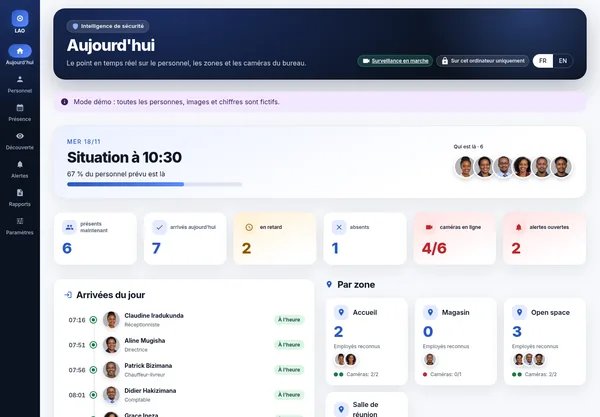 LAO
Aujourd'hui
Personnel
Présence
Découverte
Alertes
Rapports
Paramètres
Intelligence de sécurité
Aujourd'hui
Le point en temps réel sur le personnel, les zones et les caméras du bureau.
Surveillance en marche
Sur cet ordinateur uniquement
FR
EN
Mode démo : toutes les personnes, images et chiffres sont fictifs.
MER 18/11
Situation à 10:30
67 % du personnel prévu est là
Qui est là · 6
présents maintenant
6
arrivés aujourd'hui
7
en retard
2
absents
1
caméras en ligne
4/6
alertes ouvertes
2
Arrivées du jour
07:16
Claudine Iradukunda
Réceptionniste
À l'heure
07:51
Aline Mugisha
Directrice
À l'heure
07:56
Patrick Bizimana
Chauffeur-livreur
À l'heure
08:01
Didier Hakizimana
Comptable
À l'heure
Grace Ineza
Par zone
Accueil
2
Employés reconnus
Caméras: 2/2
Magasin
0
Employés reconnus
Caméras: 0/1
Open space
3
Employés reconnus
Caméras: 2/2
Salle de
réunion